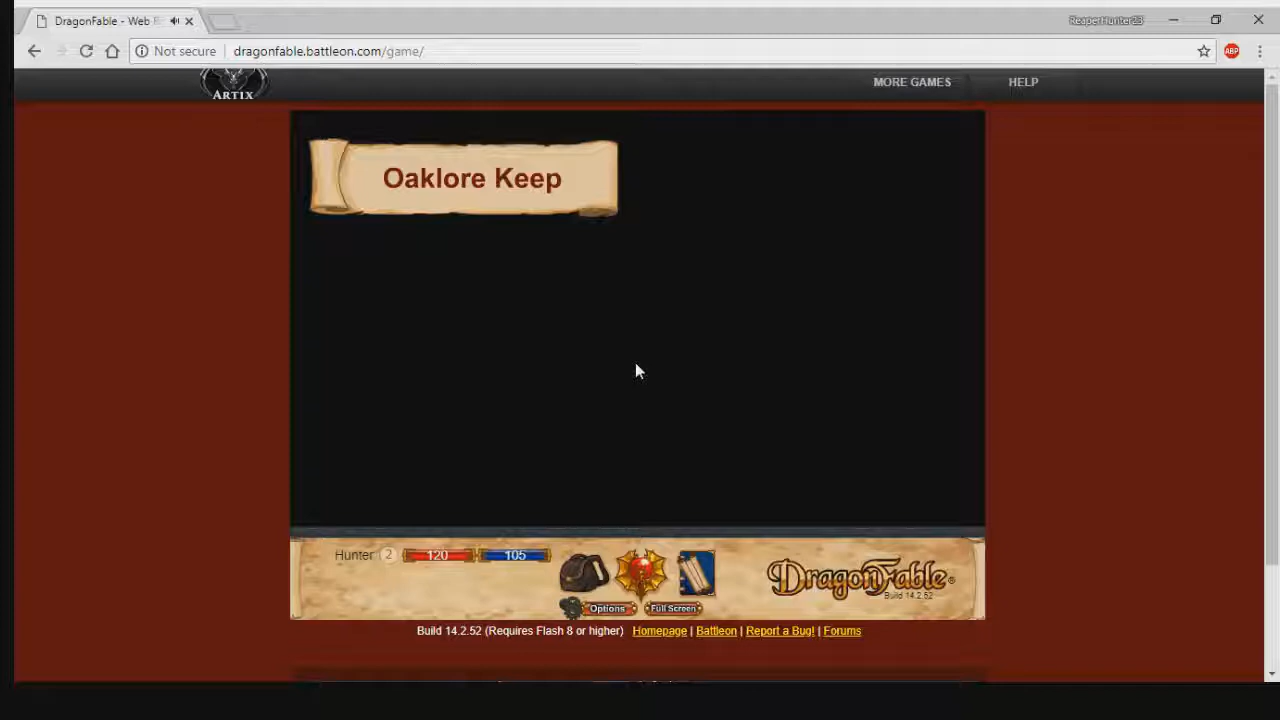 DragonFable - Web
ReaperHunter23
Not secure
dragonfable.battleon.com/game/
ABP
ARTIX
MORE GAMES
HELP
Oaklore Keep
Hunter 2 120 105
DragonFable®
Build 14.2.52
Options
Full Screen
Build 14.2.52 (Requires Flash 8 or higher) Homepage | Battleon | Report a Bug! | Forums